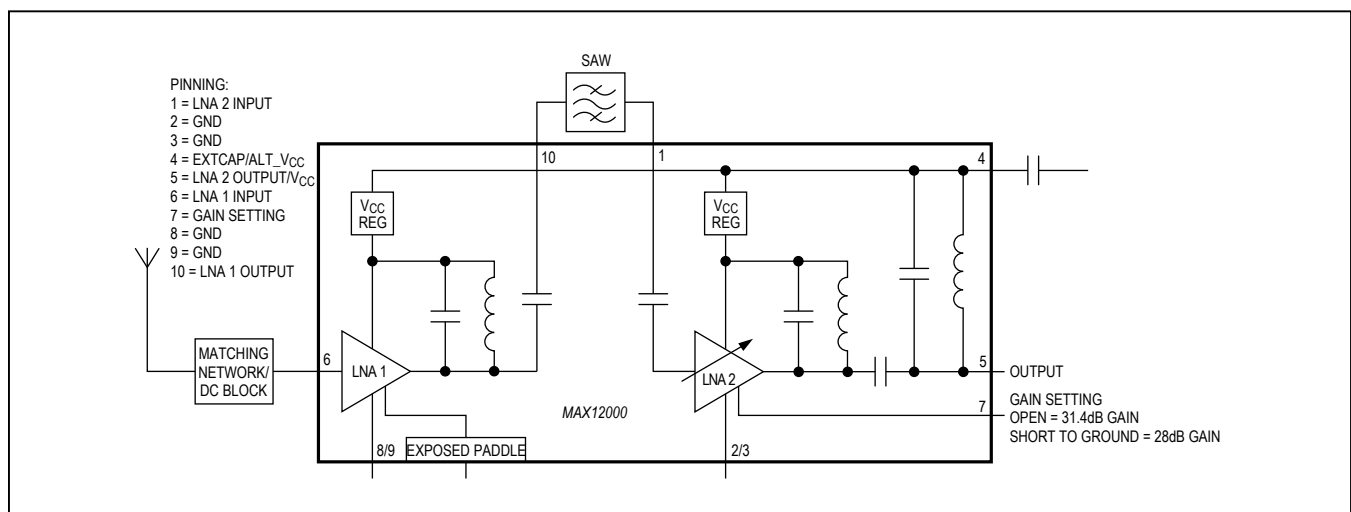 SAW
PINNING:
1 = LNA 2 INPUT
2 = GND
3 = GND
4 = EXTCAP/ALT_VCC
5 = LNA 2 OUTPUT/VCC
6 = LNA 1 INPUT
7 = GAIN SETTING
8 = GND
9 = GND
10 = LNA 1 OUTPUT
10
1
4
VCC
REG
VCC
REG
MATCHING
NETWORK/
DC BLOCK
6
LNA 1
LNA 2
5
OUTPUT
MAX12000
7
GAIN SETTING
OPEN = 31.4dB GAIN
SHORT TO GROUND = 28dB GAIN
8/9
EXPOSED PADDLE
2/3